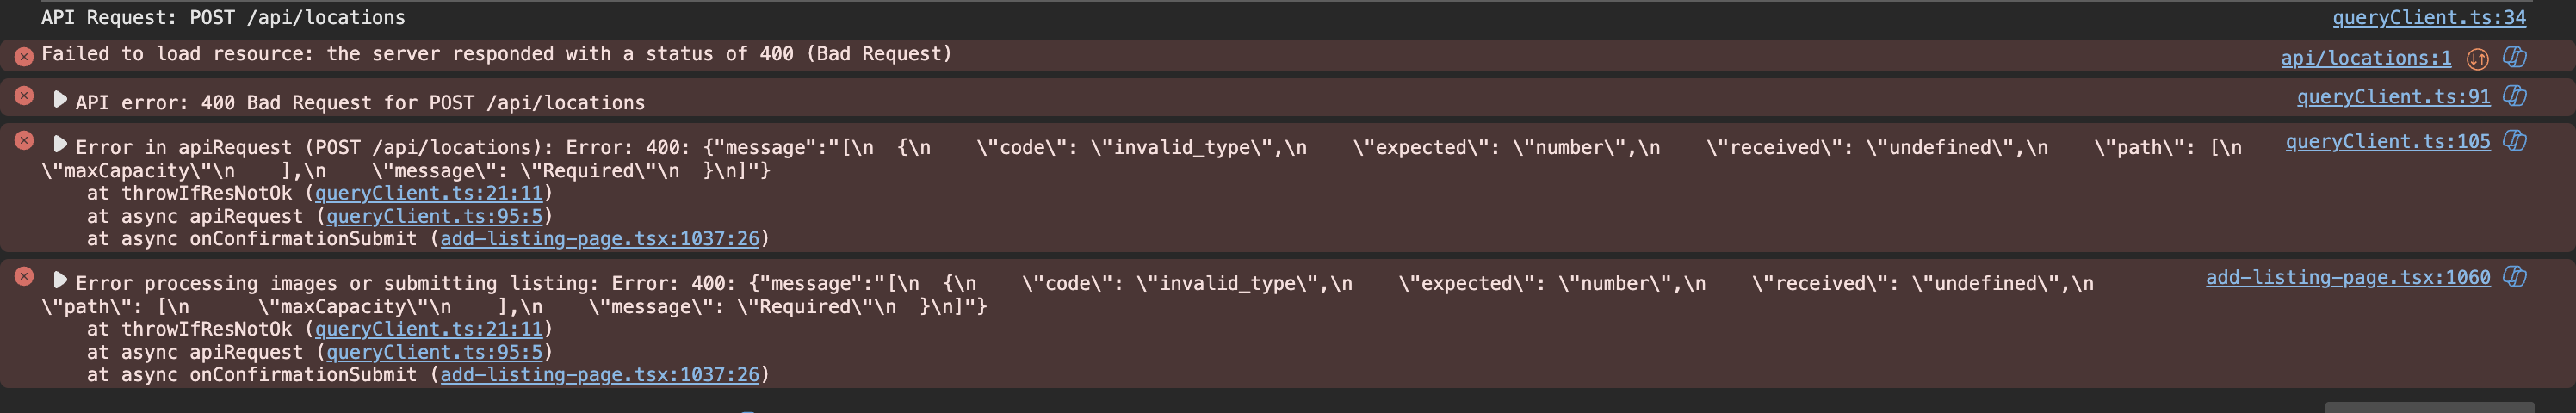 API Request: POST /api/locations queryClient.ts:34
Failed to load resource: the server responded with a status of 400 (Bad Request) api/locations:1
API error: 400 Bad Request for POST /api/locations queryClient.ts:91
Error in apiRequest (POST /api/locations): Error: 400: {"message":"[\n  {\n    \"code\": \"invalid_type\",\n    \"expected\": \"number\",\n    \"received\": \"undefined\",\n    \"path\": [\n queryClient.ts:105
\"maxCapacity\"\n    ],\n    \"message\": \"Required\"\n  }\n]"}
at throwIfResNotOk (queryClient.ts:21:11)
at async apiRequest (queryClient.ts:95:5)
at async onConfirmationSubmit (add-listing-page.tsx:1037:26)
Error processing images or submitting listing: Error: 400: {"message":"[\n  {\n    \"code\": \"invalid_type\",\n    \"expected\": \"number\",\n    \"received\": \"undefined\",\n add-listing-page.tsx:1060
\"path\": [\n      \"maxCapacity\"\n    ],\n    \"message\": \"Required\"\n  }\n]"}
at throwIfResNotOk (queryClient.ts:21:11)
at async apiRequest (queryClient.ts:95:5)
at async onConfirmationSubmit (add-listing-page.tsx:1037:26)